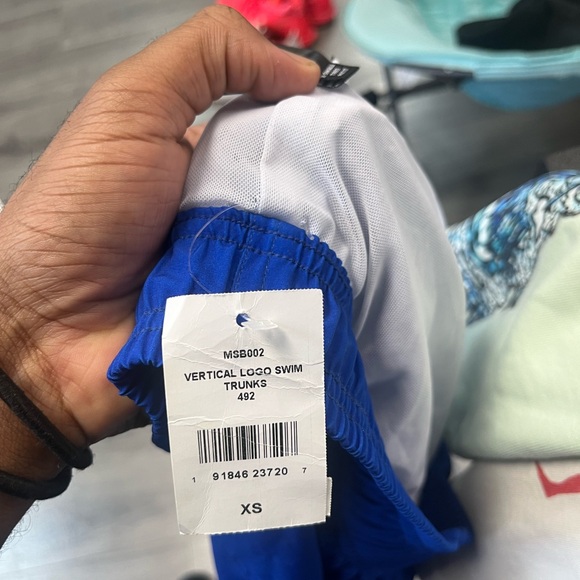 MSB002
VERTICAL LOGO SWIM
TRUNKS
492
1 91846 23720 7
XS